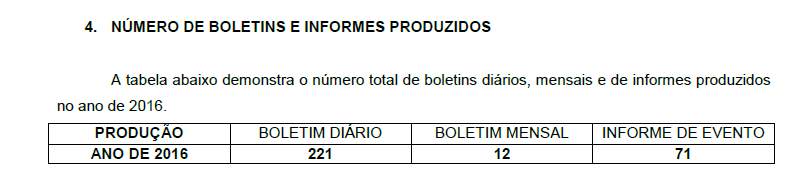 4. NÚMERO DE BOLETINS E INFORMES PRODUZIDOS
A tabela abaixo demonstra o número total de boletins diários, mensais e de informes produzidos
no ano de 2016.
PRODUÇÃO BOLETIM DIÁRIO BOLETIM MENSAL INFORME DE EVENTO
ANO DE 2016 221 12 71